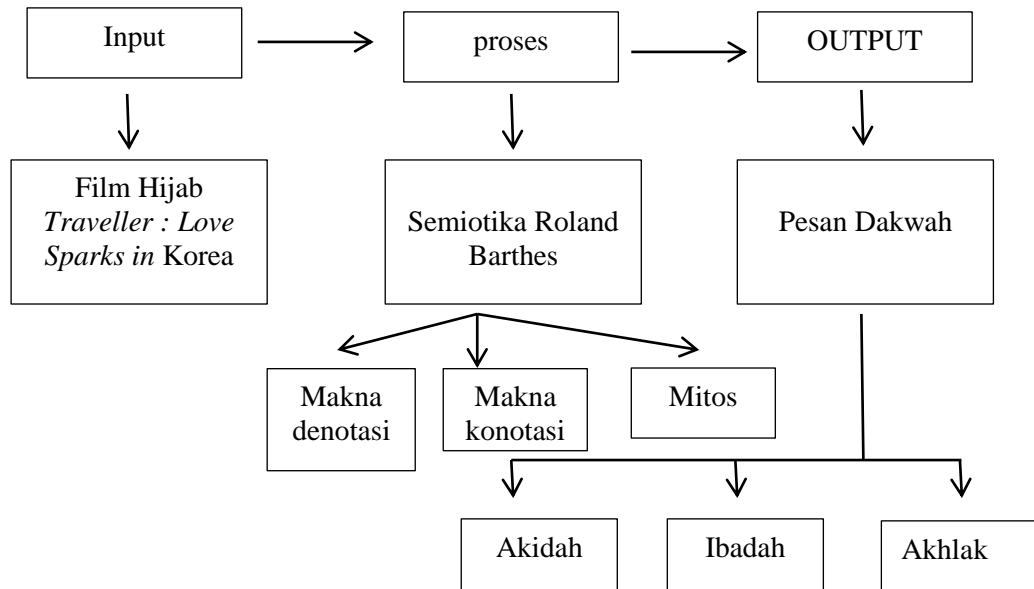 Input
proses
OUTPUT
Film Hijab
Traveller : Love
Sparks in Korea
Semiotika Roland
Barthes
Pesan Dakwah
Makna
denotasi
Makna
konotasi
Mitos
Akidah
Ibadah
Akhlak